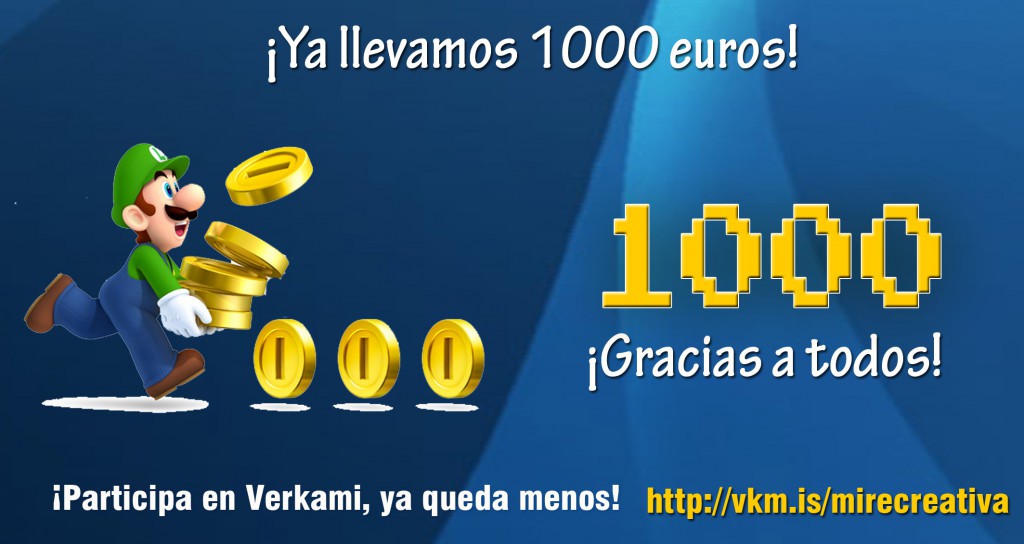 ¡Ya llevamos 1000 euros!
1000
¡Gracias a todos!
¡Participa en Verkami, ya queda menos! http://vkm.is/mirecreativa